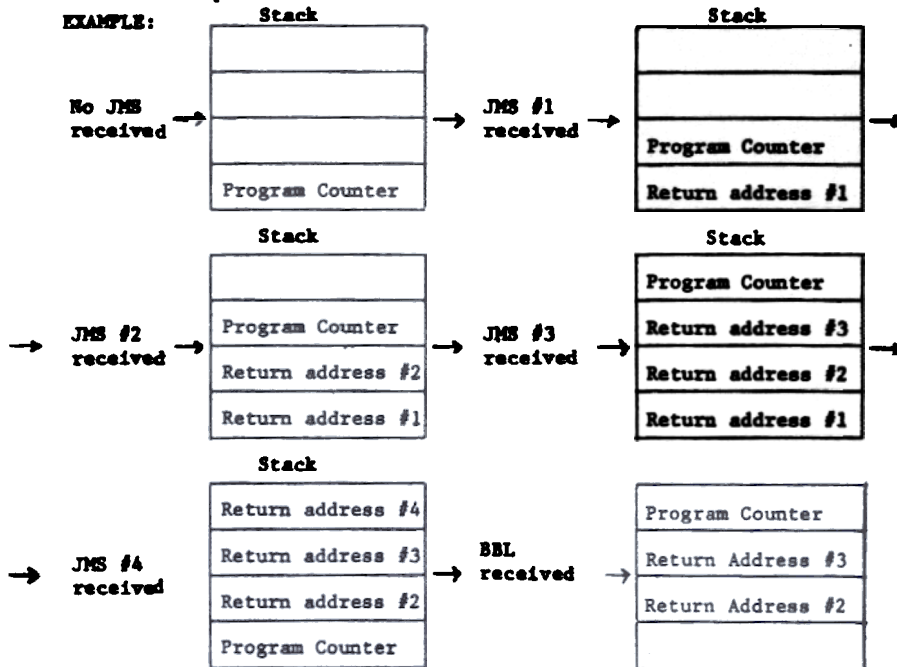 EXAMPLE:
Stack
Stack
No JMS
received
Program Counter
JMS #1
received
Program Counter
Return address #1
Stack
Stack
JMS #2
received
Program Counter
Return address #2
Return address #1
JMS #3
received
Program Counter
Return address #3
Return address #2
Return address #1
Stack
JMS #4
received
Return address #4
Return address #3
Return address #2
Program Counter
BBL
received
Program Counter
Return Address #3
Return Address #2